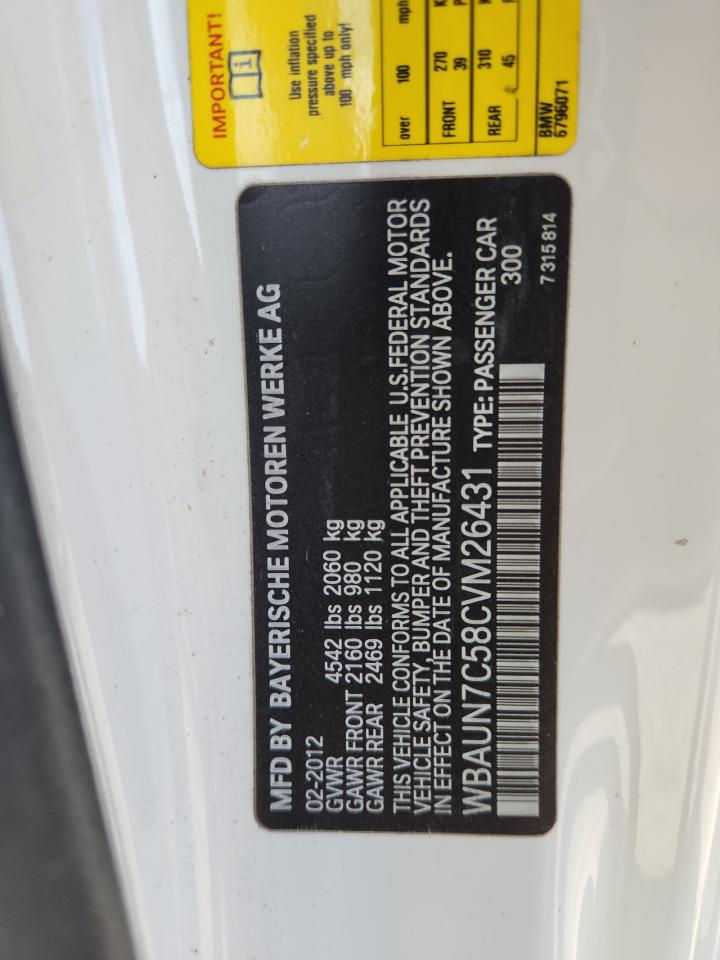 MFD BY BAYERISCHE MOTOREN WERKE AG
02-2012
GVWR 4542 lbs 2060 kg
GAWR FRONT 2160 lbs 980 kg
GAWR REAR 2469 lbs 1120 kg
THIS VEHICLE CONFORMS TO ALL APPLICABLE U.S.FEDERAL MOTOR
VEHICLE SAFETY, BUMPER AND THEFT PREVENTION STANDARDS
IN EFFECT ON THE DATE OF MANUFACTURE SHOWN ABOVE.
WBAUN7C58CVM26431 TYPE: PASSENGER CAR
300
7 315 814
IMPORTANT!
i
Use inflation
pressure specified
above up to
100 mph only!
over 100 mph
FRONT 270
39
REAR 310
45
BMW
6796071